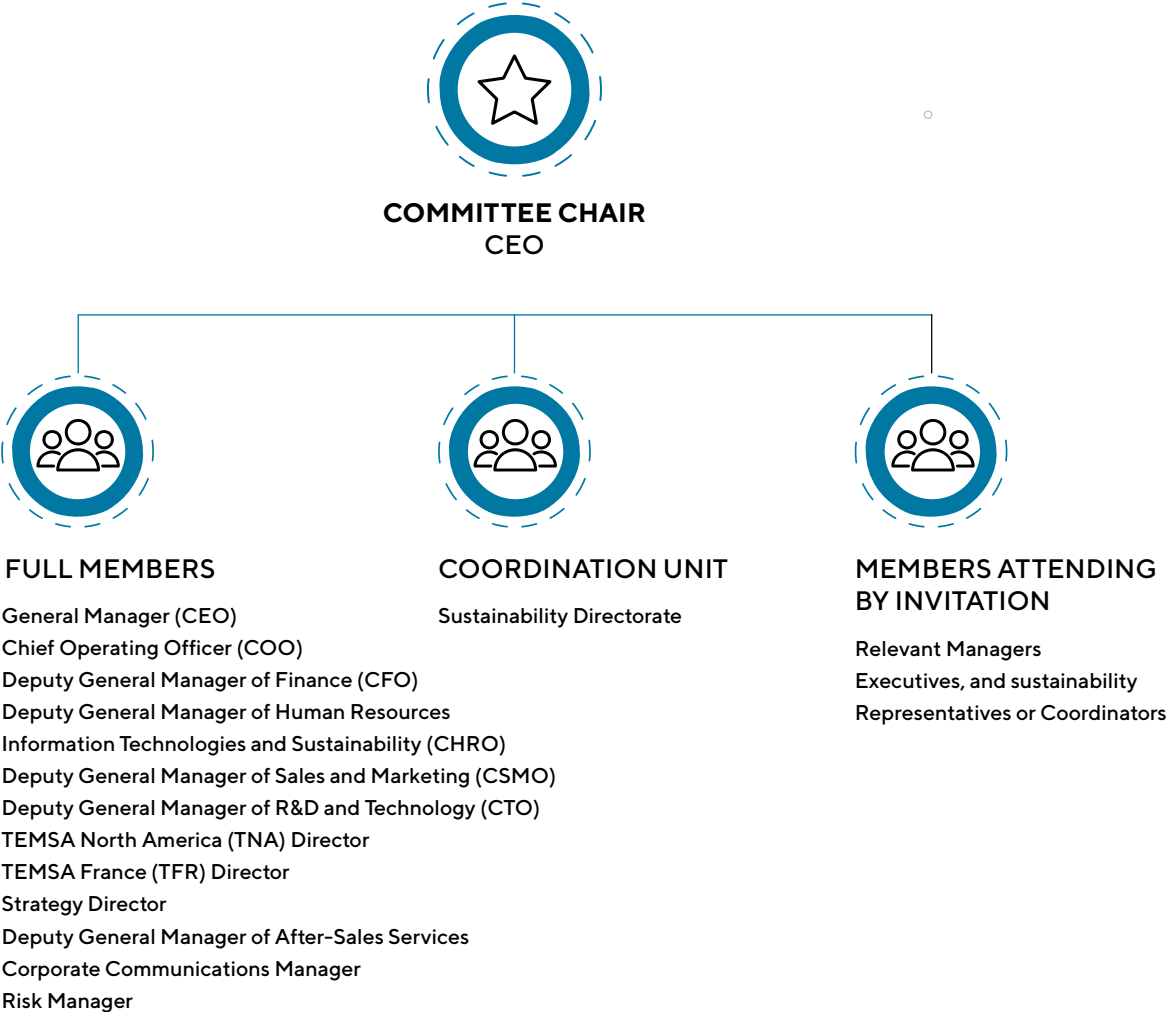 COMMITTEE CHAIR
CEO
FULL MEMBERS
General Manager (CEO)
Chief Operating Officer (COO)
Deputy General Manager of Finance (CFO)
Deputy General Manager of Human Resources
Information Technologies and Sustainability (CHRO)
Deputy General Manager of Sales and Marketing (CSMO)
Deputy General Manager of R&D and Technology (CTO)
TEMSA North America (TNA) Director
TEMSA France (TFR) Director
Strategy Director
Deputy General Manager of After-Sales Services
Corporate Communications Manager
Risk Manager
COORDINATION UNIT
Sustainability Directorate
MEMBERS ATTENDING
BY INVITATION
Relevant Managers
Executives, and sustainability
Representatives or Coordinators